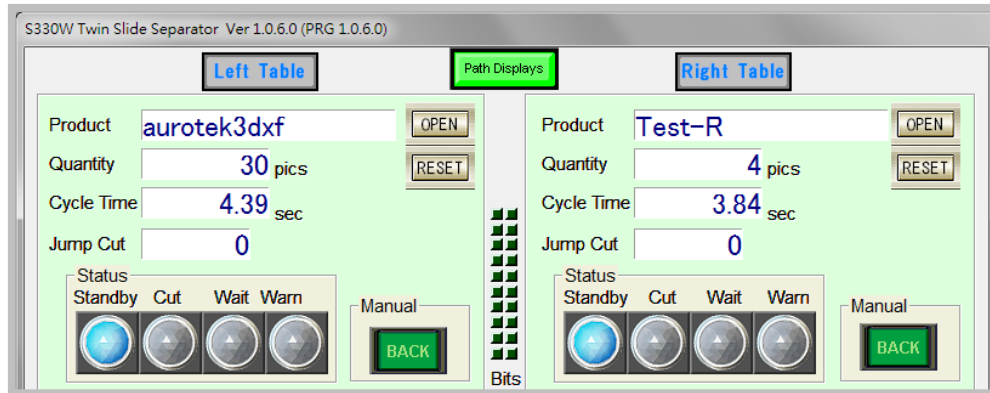 S330W Twin Slide Separator Ver 1.0.6.0 (PRG 1.0.6.0)
Left Table Path Displays Right Table
Product aurotek3dxf OPEN Product Test-R OPEN
Quantity 30 pics RESET Quantity 4 pics RESET
Cycle Time 4.39 sec Cycle Time 3.84 sec
Jump Cut 0 Jump Cut 0
Status Status
Standby Cut Wait Warn Manual Standby Cut Wait Warn Manual
BACK BACK
Bits